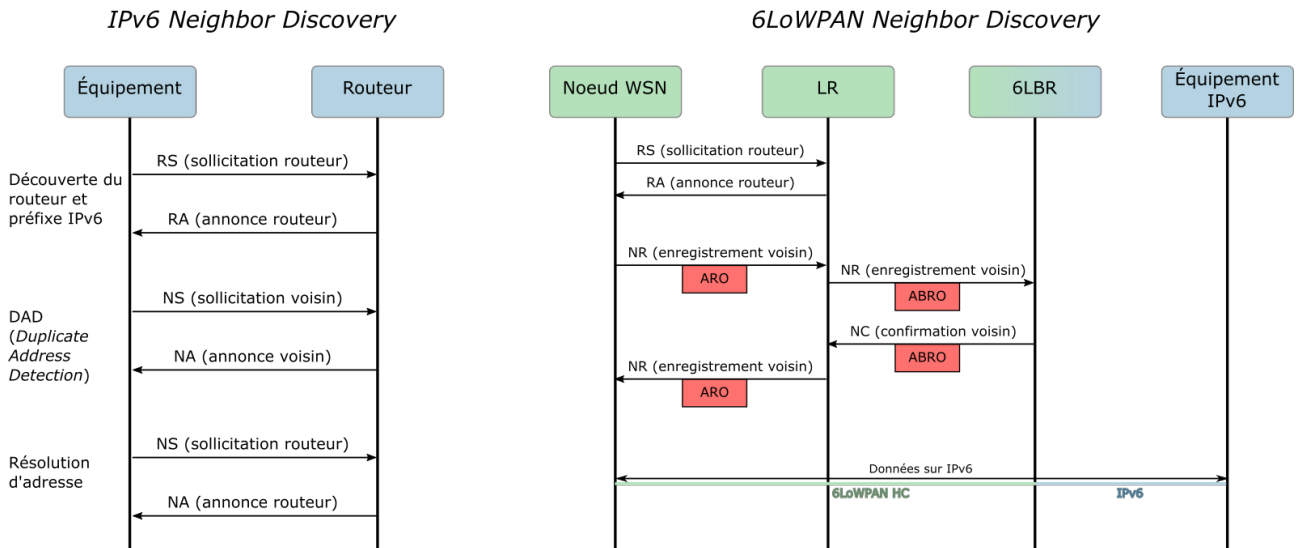 IPv6 Neighbor Discovery
Équipement
Routeur
Découverte du
routeur et
préfixe IPv6
RS (sollicitation routeur)
RA (annonce routeur)
DAD
(Duplicate
Address
Detection)
NS (sollicitation voisin)
NA (annonce voisin)
Résolution
d'adresse
NS (sollicitation routeur)
NA (annonce routeur)
6LoWPAN Neighbor Discovery
Noeud WSN
LR
6LBR
Équipement
IPv6
RS (sollicitation routeur)
RA (annonce routeur)
NR (enregistrement voisin)
ARO
NR (enregistrement voisin)
ABRO
NC (confirmation voisin)
ABRO
NR (enregistrement voisin)
ARO
Données sur IPv6
6LoWPAN HC
IPv6